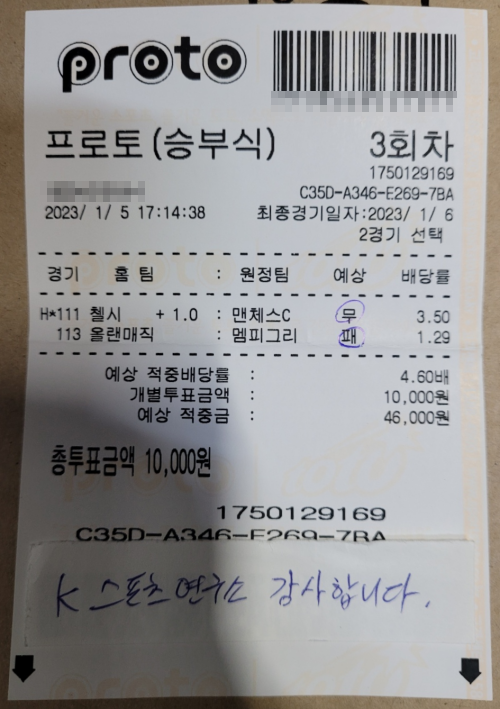 proto
프로토(승부식) 3회차
1750129169
C35D-A346-E269-7BA
2023/ 1/ 5 17:14:38 최종경기일자:2023/ 1/ 6
2경기 선택
경기 홈 팀 : 원정팀 예상 배당률
H*111 첼시 + 1.0 : 맨체스C 무 3.50
113 올랜매직 : 멤피그리 패 1.29
예상 적중배당률 : 4.60배
개별투표금액 : 10,000원
예상 적중금 : 46,000원
총투표금액 10,000원
1750129169
C35D-A346-E269-7BA
K 스포츠연구소 감사합니다.